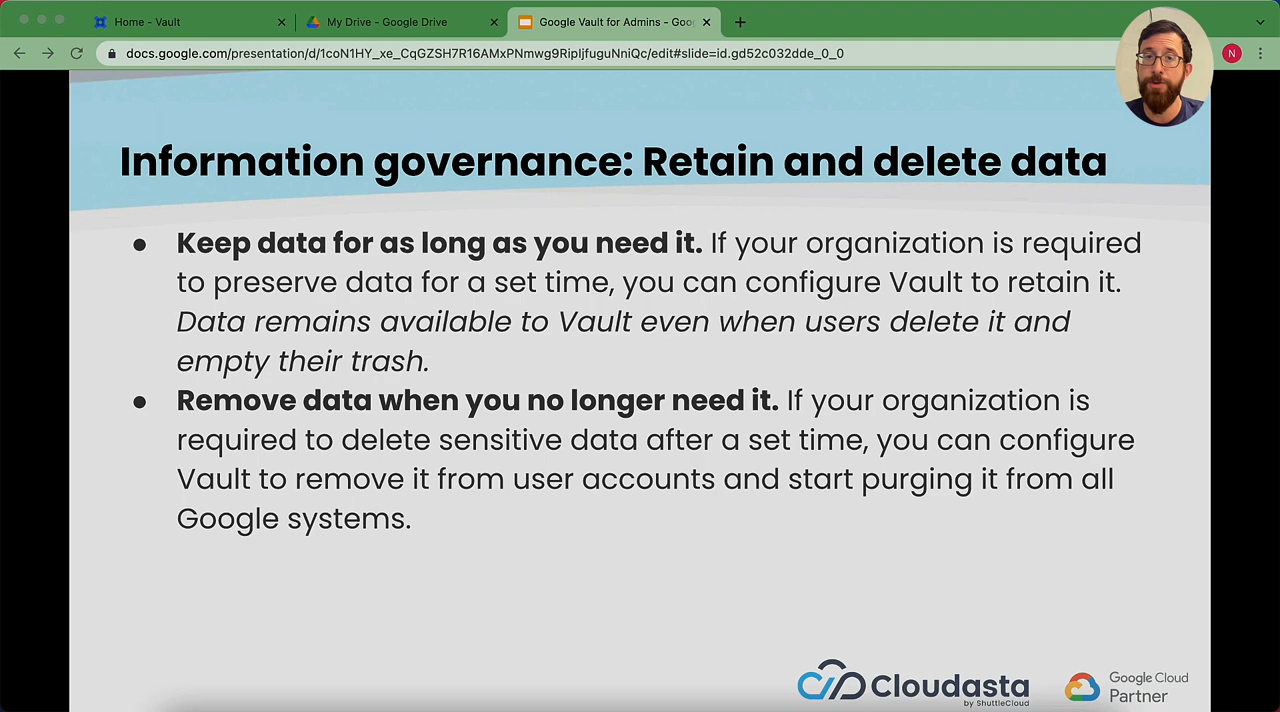 Home - Vault
My Drive - Google Drive
Google Vault for Admins - Goo
docs.google.com/presentation/d/1coN1HY_xe_CqGZSH7R16AMxPNmwg9RipIjfuguNniQc/edit#slide=id.gd52c032dde_0_0
N
Information governance: Retain and delete data
● Keep data for as long as you need it. If your organization is required
to preserve data for a set time, you can configure Vault to retain it.
Data remains available to Vault even when users delete it and
empty their trash.
● Remove data when you no longer need it. If your organization is
required to delete sensitive data after a set time, you can configure
Vault to remove it from user accounts and start purging it from all
Google systems.
Cloudasta
by ShuttleCloud
Google Cloud
Partner